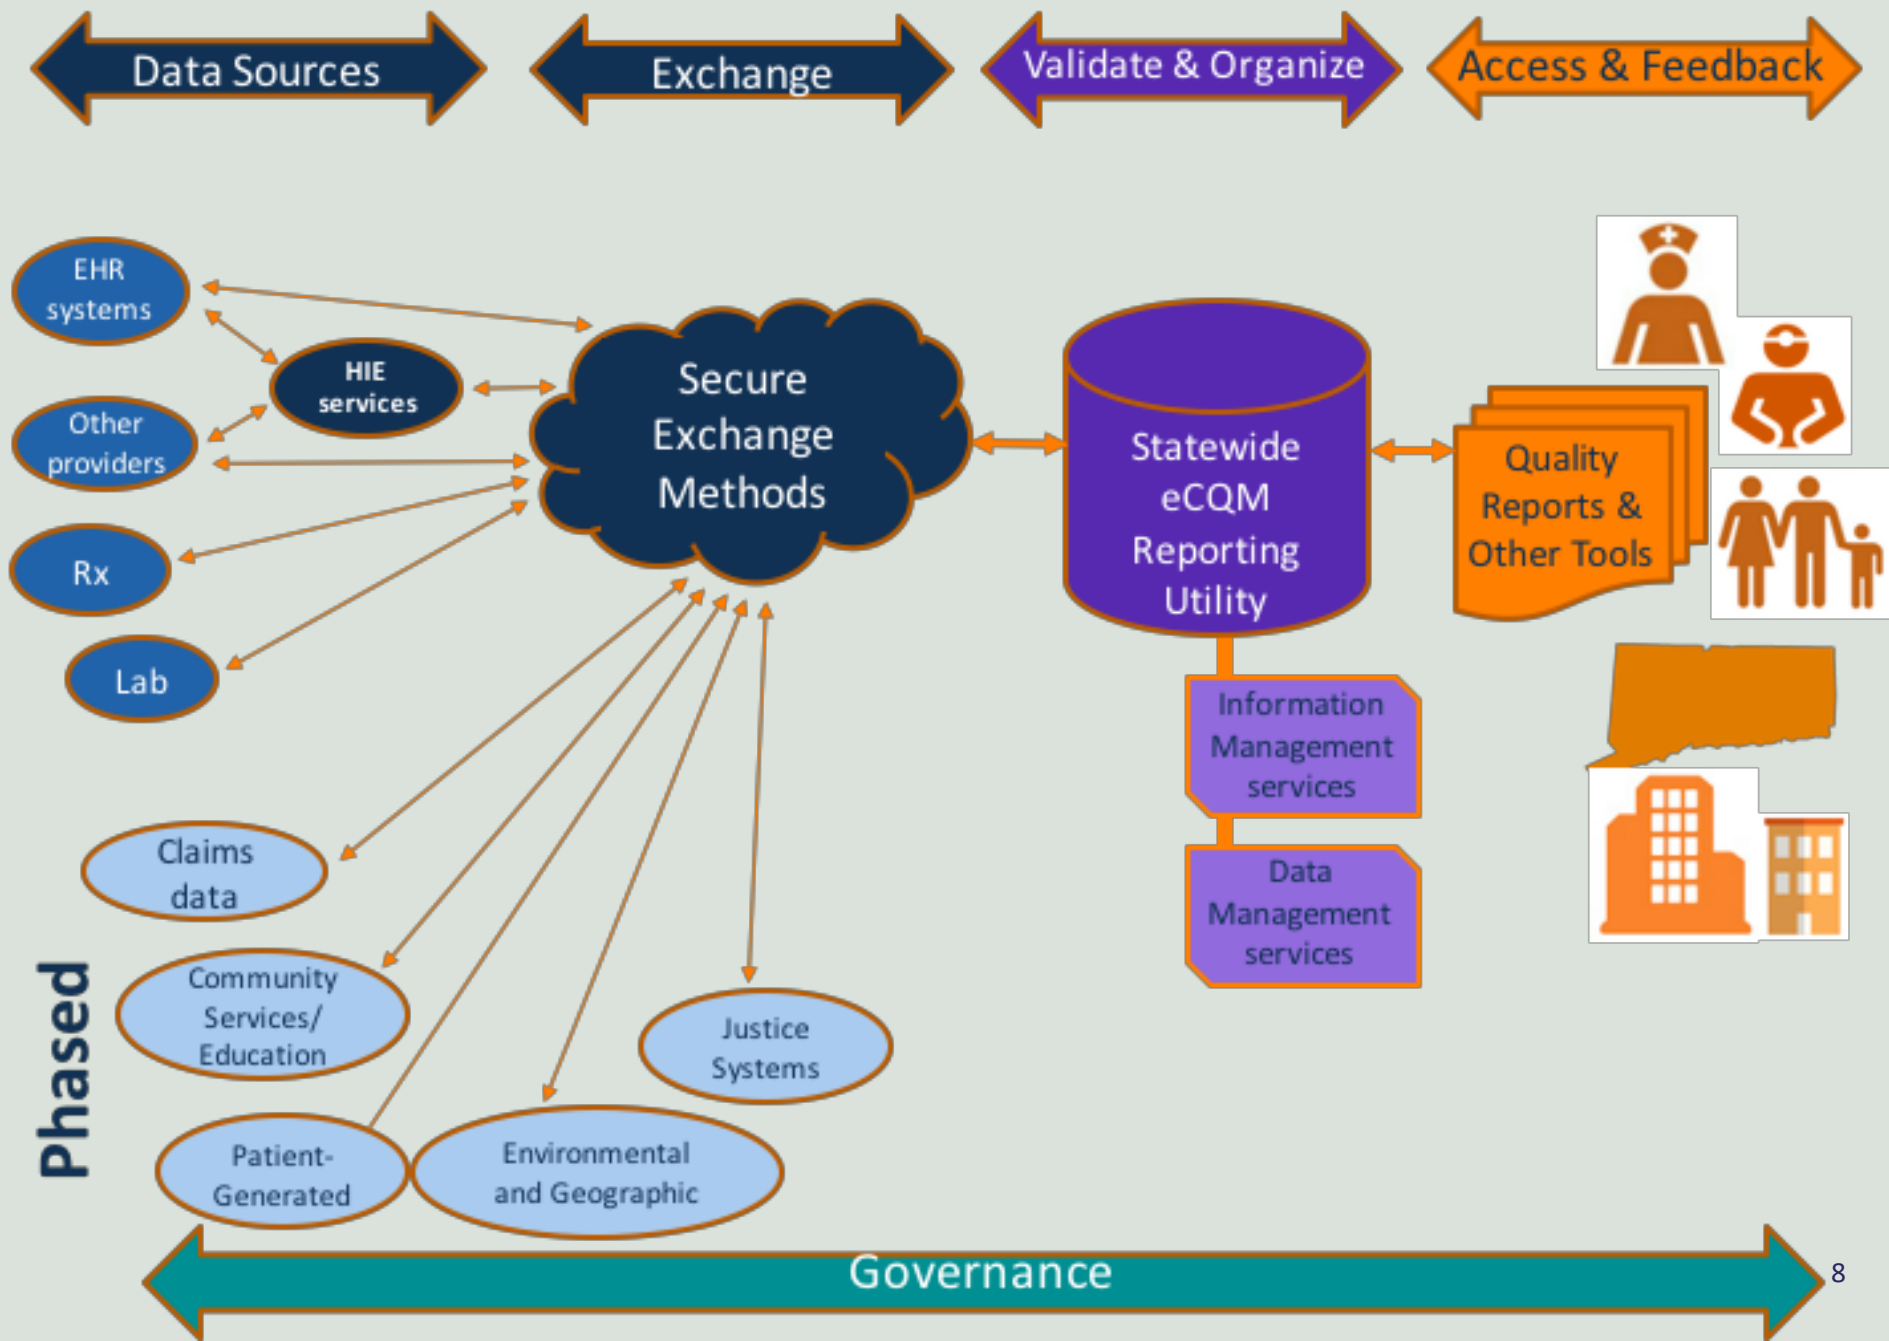 Data Sources
Exchange
Validate & Organize
Access & Feedback
EHR
systems
HIE
services
Other
providers
Rx
Lab
Secure
Exchange
Methods
Statewide
eCQM
Reporting
Utility
Quality
Reports &
Other Tools
Information
Management
services
Data
Management
services
Phased
Claims
data
Community
Services/
Education
Patient-
Generated
Environmental
and Geographic
Justice
Systems
Governance
8